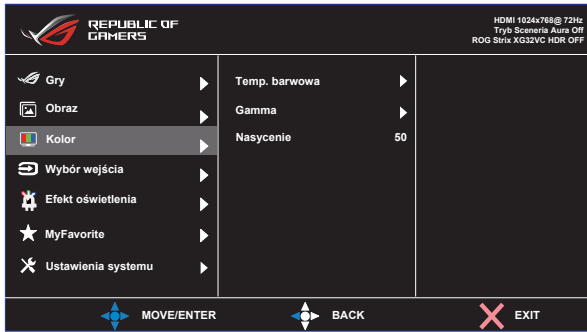 REPUBLIC OF
GAMERS
HDMI 1024x768@ 72Hz
Tryb Sceneria Aura Off
ROG Strix XG32VC HDR OFF
Gry
Obraz
Kolor
Wybór wejścia
Efekt oświetlenia
MyFavorite
Ustawienia systemu
Temp. barwowa
Gamma
Nasycenie 50
MOVE/ENTER BACK EXIT